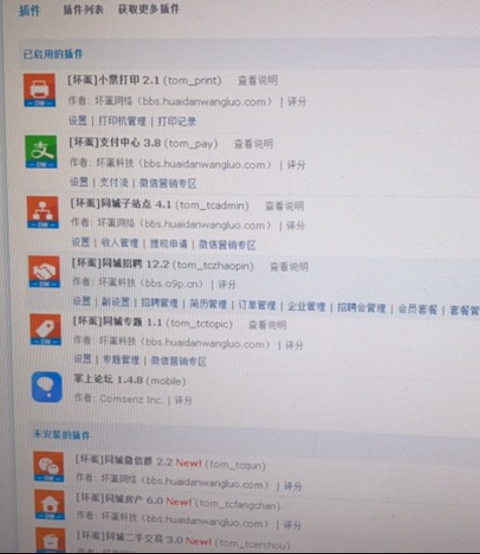 插件 插件列表 获取更多插件
已启用的插件
[坏蛋]小票打印 2.1 (tom_print) 查看说明
作者: 坏蛋网络（bbs.huaidanwangluo.com） | 评分
设置 | 打印机管理 | 打印记录
[坏蛋]支付中心 3.8 (tom_pay) 查看说明
作者: 坏蛋科技（bbs.huaidanwangluo.com） | 评分
设置 | 支付渎 | 微信营销专区
[坏蛋]同城子站点 4.1 (tom_tcadmin) 查看说明
作者: 坏蛋网络（bbs.huaidanwangluo.com） | 评分
设置 | 收入管理 | 提现申请 | 微信营销专区
[坏蛋]同城招聘 12.2 (tom_tczhaopin) 查看说明
作者: 坏蛋科技（bbs.o9p.cn） | 评分
设置 | 副设置 | 招聘管理 | 简历管理 | 订单管理 | 企业管理 | 招聘会管理 | 会员套餐 | 套餐管
[坏蛋]同城专题 1.1 (tom_tctopic) 查看说明
作者: 坏蛋科技（bbs.huaidanwangluo.com） | 评分
设置 | 专题管理 | 微信营销专区
掌上论坛 1.4.8 (mobile)
作者: Comsenz Inc. | 评分
未安装的插件
[坏蛋]同城微信群 2.2 New! (tom_tcqun)
作者: 坏蛋网络（bbs.huaidanwangluo.com） | 评分
[坏蛋]同城房产 6.0 New! (tom_tcfangchan)
作者: 坏蛋科技（bbs.huaidanwangluo.com） | 评分
[坏蛋]同城二手交易 3.0 New! (tom_tcershou)
作者: 坏蛋科技（bbs.huaidanwangluo.com） | 评分